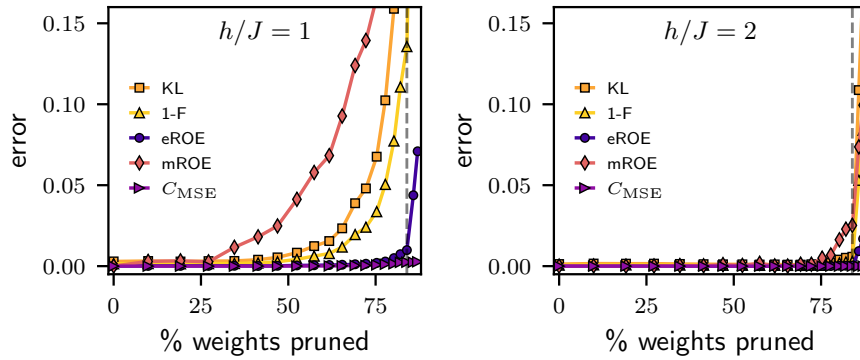 h/J = 1
0.15
0.10
0.05
0.00
error
KL
1-F
eROE
mROE
C_MSE
0 25 50 75
% weights pruned
h/J = 2
0.15
0.10
0.05
0.00
error
KL
1-F
eROE
mROE
C_MSE
0 25 50 75
% weights pruned